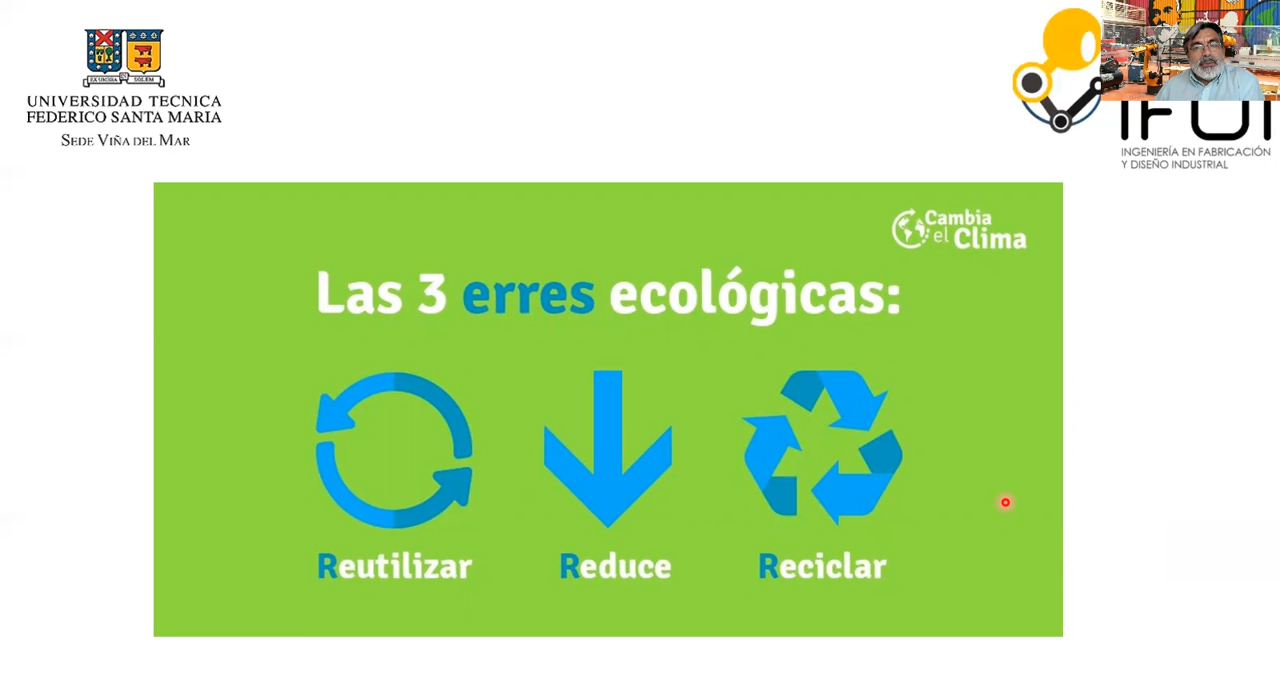 UNIVERSIDAD TECNICA
FEDERICO SANTA MARIA
SEDE VIÑA DEL MAR
INGENIERÍA EN FABRICACIÓN
Y DISEÑO INDUSTRIAL
Cambia
el Clima
Las 3 erres ecológicas:
Reutilizar
Reduce
Reciclar